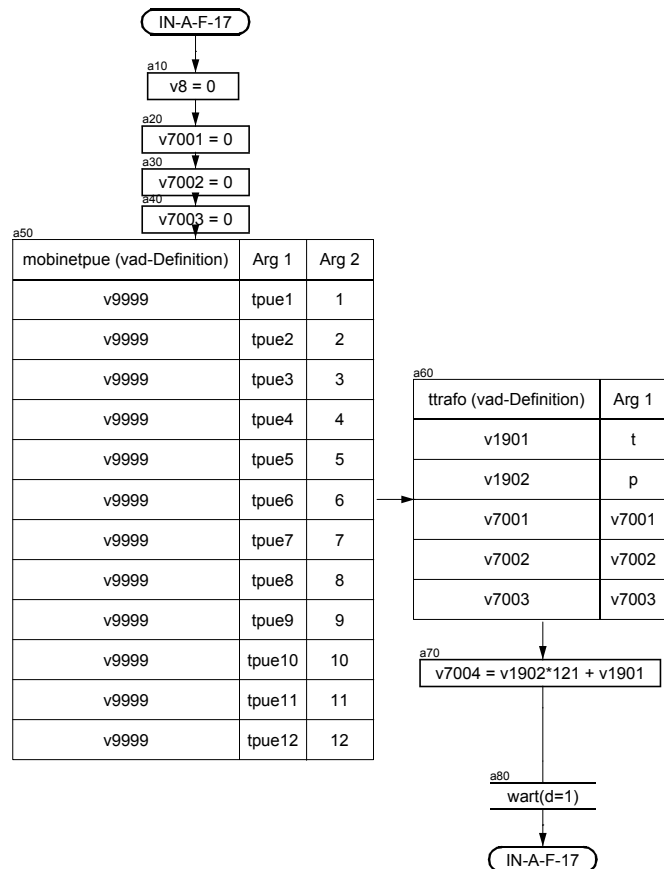 IN-A-F-17
a10
v8 = 0
a20
v7001 = 0
a30
v7002 = 0
a40
v7003 = 0
a50
mobinetpue (vad-Definition) Arg 1 Arg 2
v9999 tpue1 1
v9999 tpue2 2
v9999 tpue3 3
v9999 tpue4 4
v9999 tpue5 5
v9999 tpue6 6
v9999 tpue7 7
v9999 tpue8 8
v9999 tpue9 9
v9999 tpue10 10
v9999 tpue11 11
v9999 tpue12 12
a60
ttrafo (vad-Definition) Arg 1
v1901 t
v1902 p
v7001 v7001
v7002 v7002
v7003 v7003
a70
v7004 = v1902*121 + v1901
a80
wart(d=1)
IN-A-F-17